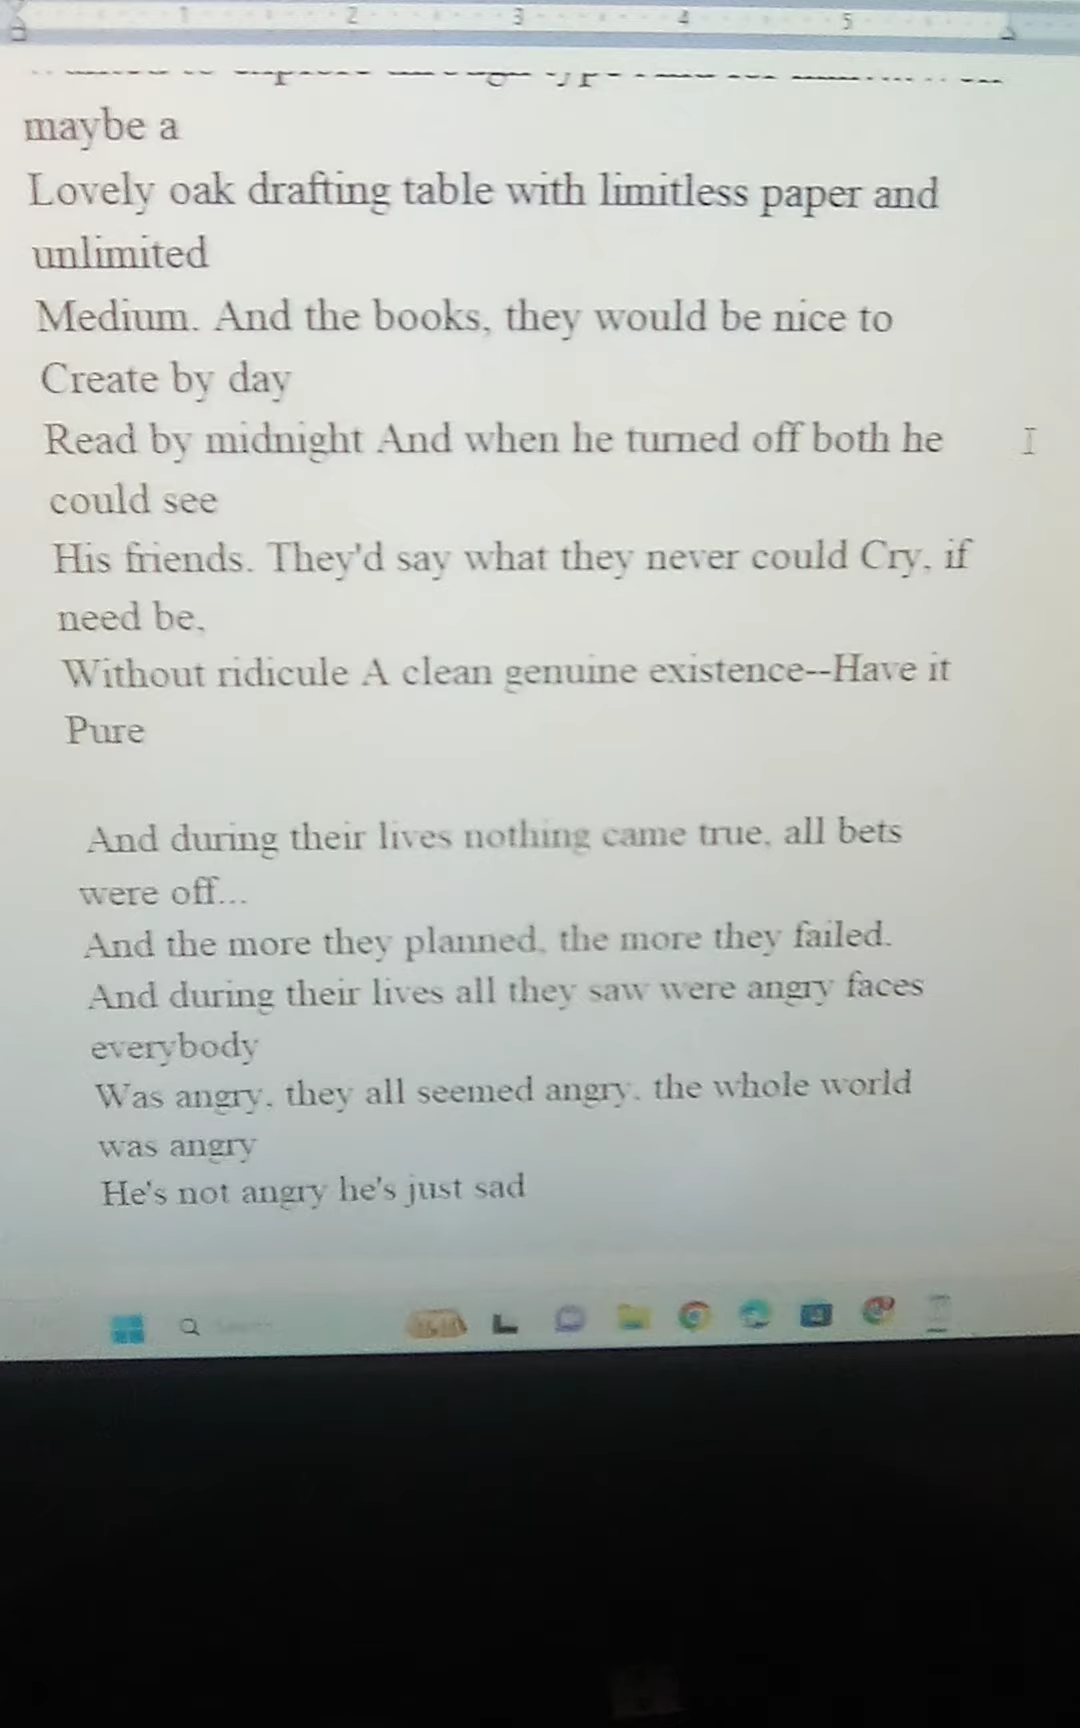 1 2 3 4 5
maybe a
Lovely oak drafting table with limitless paper and
unlimited
Medium. And the books, they would be nice to
Create by day
Read by midnight And when he turned off both he
could see
His friends. They'd say what they never could Cry, if
need be,
Without ridicule A clean genuine existence--Have it
Pure
And during their lives nothing came true, all bets
were off...
And the more they planned, the more they failed.
And during their lives all they saw were angry faces
everybody
Was angry, they all seemed angry, the whole world
was angry
He's not angry he's just sad